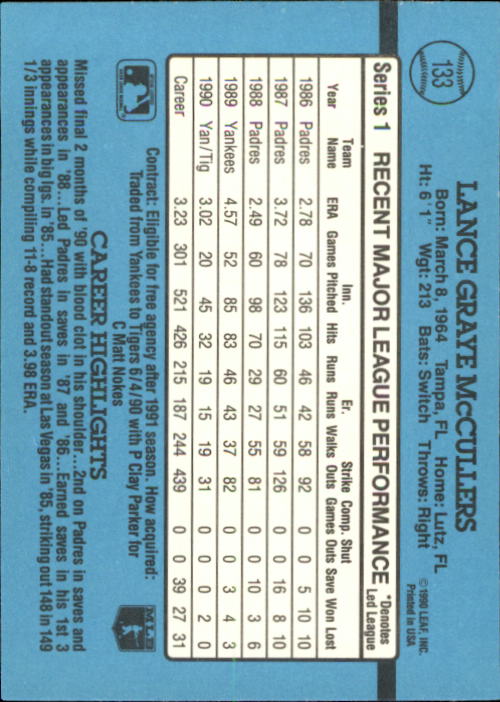 133
LANCE GRAYE McCULLERS
Born: March 8, 1964 Tampa, FL Home: Lutz, FL
Ht: 6'1" Wgt: 213 Bats: Switch Throws: Right
©1990 LEAF, INC.
Printed in USA
Series 1 RECENT MAJOR LEAGUE PERFORMANCE *Denotes Led League
Team Inn. Er. Strike Comp. Shut
Year Name ERA Games Pitched Hits Runs Runs Walks Outs Games Outs Save Won Lost
1986 Padres 2.78 70 136 103 46 42 58 92 0 0 5 10 10
1987 Padres 3.72 78 123 115 60 51 59 126 0 0 16 8 10
1988 Padres 2.49 60 98 70 29 27 55 81 0 0 10 3 6
1989 Yankees 4.57 52 85 83 46 43 37 82 0 0 3 4 3
1990 Yan/Tig 3.02 20 45 32 19 15 19 31 0 0 0 2 0
Career 3.23 301 521 426 215 187 244 439 0 0 39 27 31
Contract: Eligible for free agency after 1991 season. How acquired:
Traded from Yankees to Tigers 6/4/90 with P Clay Parker for
C Matt Nokes
MLB
CAREER HIGHLIGHTS
Missed final 2 months of '90 with blood clot in his shoulder...2nd on Padres in saves and
appearances in '88...Led Padres in saves in '87 and '86...Earned saves in his 1st 3
appearances in big lgs. in '85...Had standout season at Las Vegas in '85, striking out 148 in 149
1/3 innings while compiling 11-8 record and 3.98 ERA.